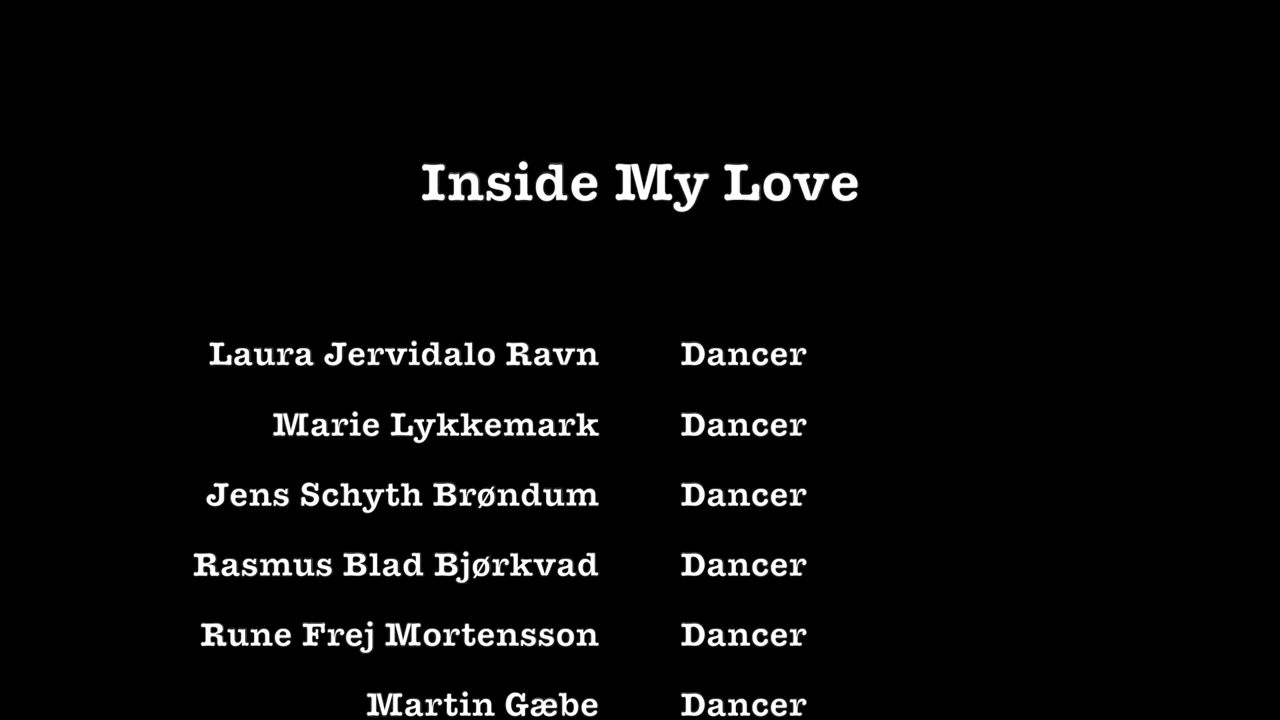 Inside My Love
Laura Jervidalo Ravn Dancer
Marie Lykkemark Dancer
Jens Schyth Brøndum Dancer
Rasmus Blad Bjørkvad Dancer
Rune Frej Mortensson Dancer
Martin Gæbe Dancer